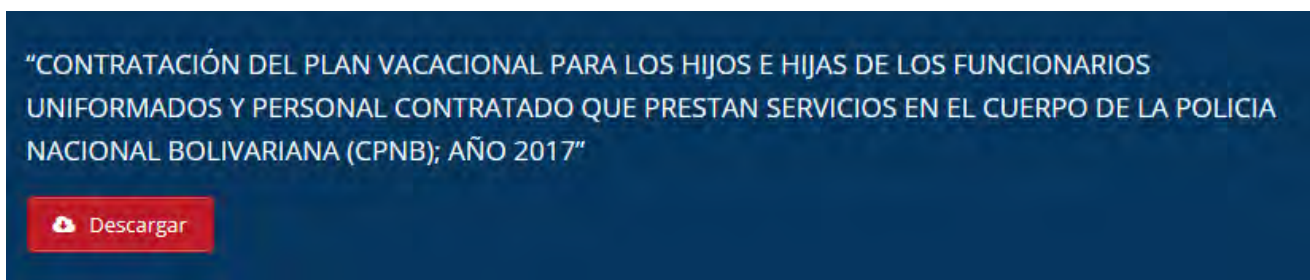 “CONTRATACIÓN DEL PLAN VACACIONAL PARA LOS HIJOS E HIJAS DE LOS FUNCIONARIOS
UNIFORMADOS Y PERSONAL CONTRATADO QUE PRESTAN SERVICIOS EN EL CUERPO DE LA POLICIA
NACIONAL BOLIVARIANA (CPNB); AÑO 2017”
Descargar